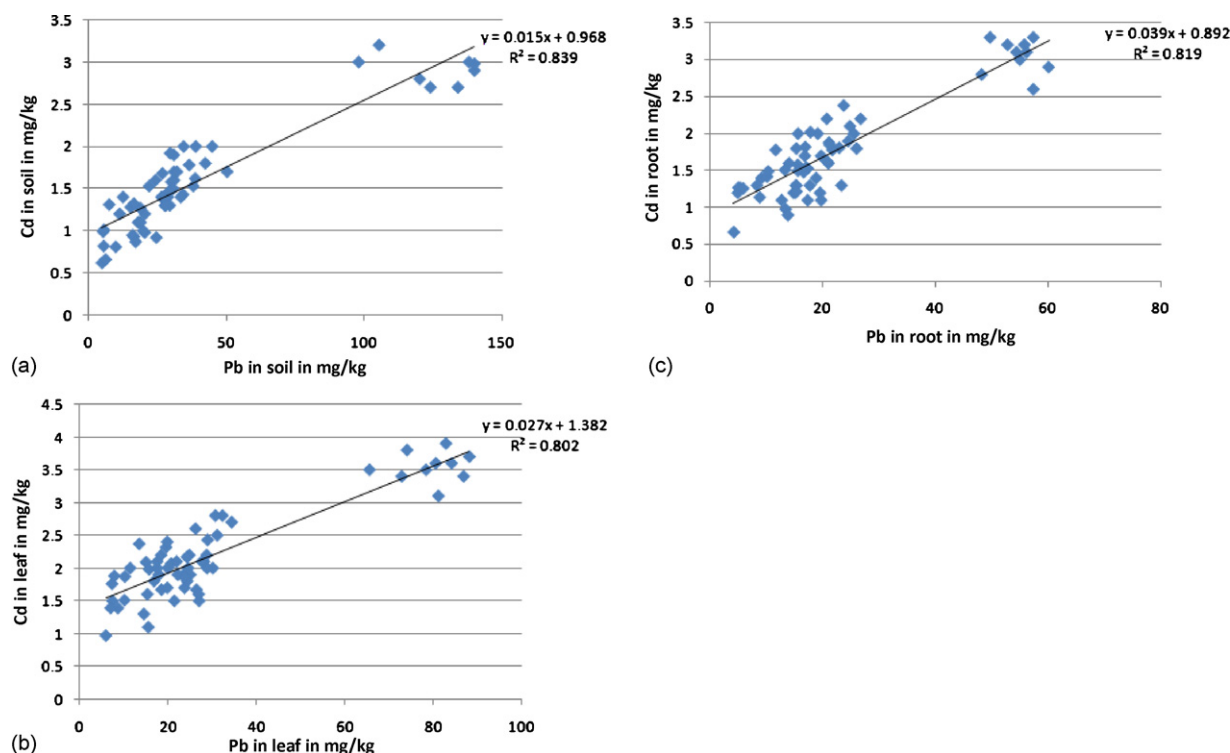 3.5
3
2.5
2
1.5
1
0.5
0
Cd in soil in mg/kg
y = 0.015x + 0.968
R² = 0.839
0 50 100 150
Pb in soil in mg/kg
(a)
4
3.5
3
2.5
2
1.5
1
0.5
0
Cd in root in mg/kg
y = 0.039x + 0.892
R² = 0.819
0 20 40 60 80
Pb in root in mg/kg
(c)
4.5
4
3.5
3
2.5
2
1.5
1
0.5
0
Cd in leaf in mg/kg
y = 0.027x + 1.382
R² = 0.802
0 20 40 60 80 100
Pb in leaf in mg/kg
(b)